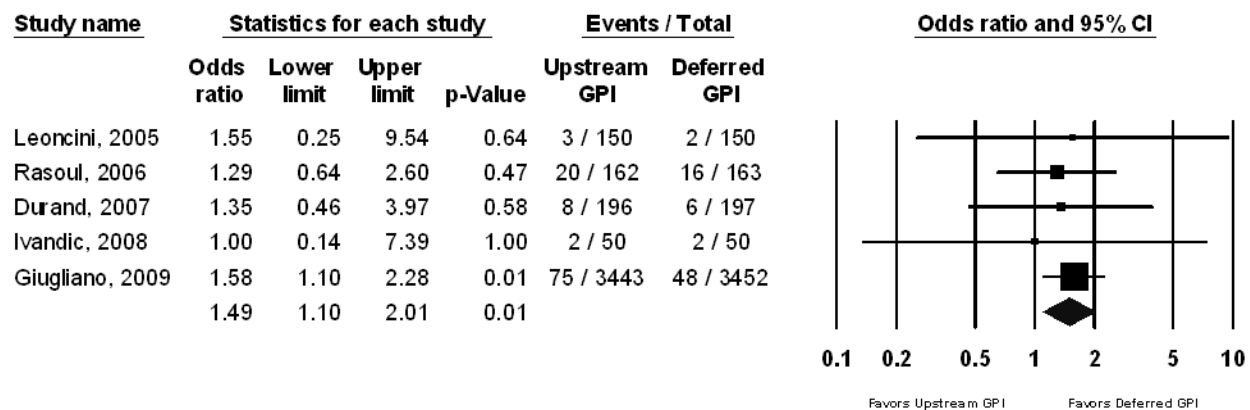 Study name Statistics for each study Events / Total Odds ratio and 95% CI
Odds ratio Lower limit Upper limit p-Value Upstream GPI Deferred GPI
Leoncini, 2005 1.55 0.25 9.54 0.64 3 / 150 2 / 150
Rasoul, 2006 1.29 0.64 2.60 0.47 20 / 162 16 / 163
Durand, 2007 1.35 0.46 3.97 0.58 8 / 196 6 / 197
Ivandic, 2008 1.00 0.14 7.39 1.00 2 / 50 2 / 50
Giugliano, 2009 1.58 1.10 2.28 0.01 75 / 3443 48 / 3452
1.49 1.10 2.01 0.01
0.1 0.2 0.5 1 2 5 10
Favors Upstream GPI Favors Deferred GPI